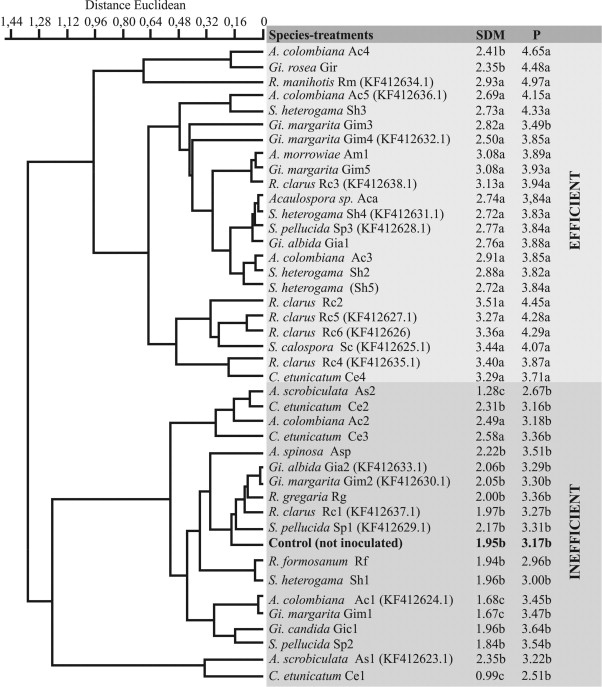 Distance Euclidean
1,44 1,28 1,12 0,96 0,80 0,64 0,48 0,32 0,16 0
Species-treatments SDM P
A. colombiana Ac4 2.41b 4.65a
Gi. rosea Gir 2.35b 4.48a
R. manihotis Rm (KF412634.1) 2.93a 4.97a
A. colombiana Ac5 (KF412636.1) 2.69a 4.15a
S. heterogama Sh3 2.73a 4.33a
Gi. margarita Gim3 2.82a 3.49b
Gi. margarita Gim4 (KF412632.1) 2.50a 3.85a
A. morrowiae Am1 3.08a 3.89a
Gi. margarita Gim5 3.08a 3.93a
R. clarus Rc3 (KF412638.1) 3.13a 3.94a
Acaulospora sp. Aca 2.74a 3,84a
S. heterogama Sh4 (KF412631.1) 2.72a 3.83a
S. pellucida Sp3 (KF412628.1) 2.77a 3.84a
Gi. albida Gia1 2.76a 3.88a
A. colombiana Ac3 2.91a 3.85a
S. heterogama Sh2 2.88a 3.82a
S. heterogama (Sh5) 2.72a 3.84a
R. clarus Rc2 3.51a 4.45a
R. clarus Rc5 (KF412627.1) 3.27a 4.28a
R. clarus Rc6 (KF412626) 3.36a 4.29a
S. calospora Sc (KF412625.1) 3.44a 4.07a
R. clarus Rc4 (KF412635.1) 3.40a 3.87a
C. etunicatum Ce4 3.29a 3.71a
EFFICIENT
A. scrobiculata As2 1.28c 2.67b
C. etunicatum Ce2 2.31b 3.16b
A. colombiana Ac2 2.49a 3.18b
C. etunicatum Ce3 2.58a 3.36b
A. spinosa Asp 2.22b 3.51b
Gi. albida Gia2 (KF412633.1) 2.06b 3.29b
Gi. margarita Gim2 (KF412630.1) 2.05b 3.30b
R. gregaria Rg 2.00b 3.36b
R. clarus Rc1 (KF412637.1) 1.97b 3.27b
S. pellucida Sp1 (KF412629.1) 2.17b 3.31b
Control (not inoculated) 1.95b 3.17b
R. formosanum Rf 1.94b 2.96b
S. heterogama Sh1 1.96b 3.00b
A. colombiana Ac1 (KF412624.1) 1.68c 3.45b
Gi. margarita Gim1 1.67c 3.47b
Gi. candida Gic1 1.96b 3.64b
S. pellucida Sp2 1.84b 3.54b
A. scrobiculata As1 (KF412623.1) 2.35b 3.22b
C. etunicatum Ce1 0.99c 2.51b
INEFFICIENT